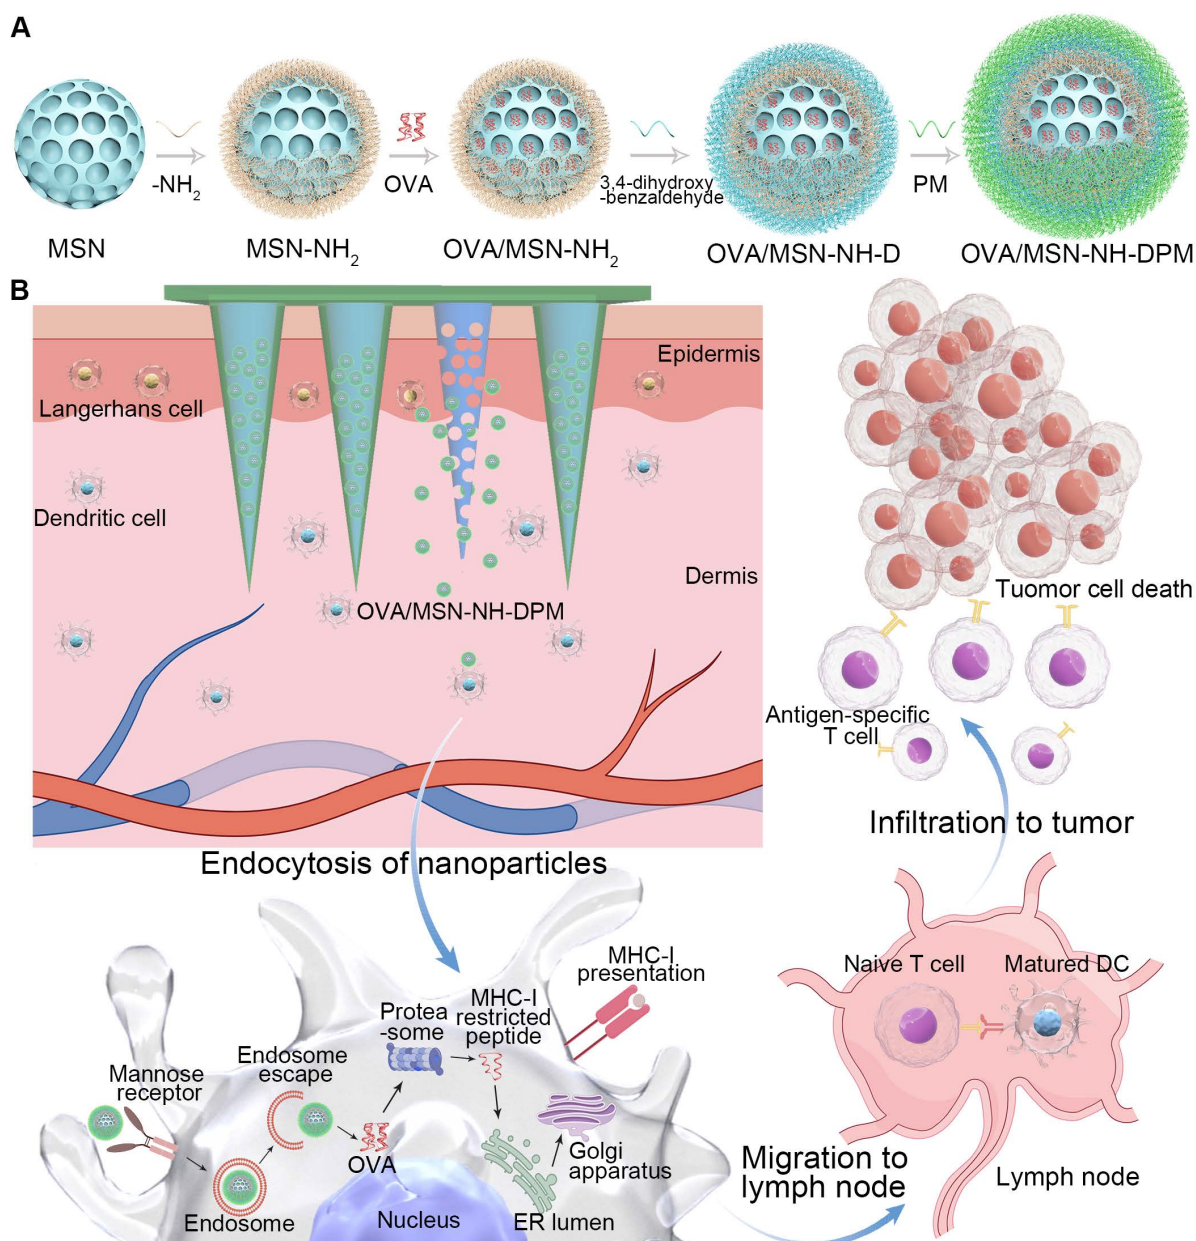 A
-NH2
OVA
3,4-dihydroxy
-benzaldehyde
PM
MSN
MSN-NH2
OVA/MSN-NH2
OVA/MSN-NH-D
OVA/MSN-NH-DPM
B
Epidermis
Langerhans cell
Dendritic cell
Dermis
OVA/MSN-NH-DPM
Tuomor cell death
Antigen-specific
T cell
Infiltration to tumor
Endocytosis of nanoparticles
MHC-I
presentation
Naive T cell
Matured DC
Protea
-some
MHC-I
restricted
peptide
Endosome
escape
Mannose
receptor
OVA
Golgi
apparatus
Endosome
Nucleus
ER lumen
Migration to
lymph node
Lymph node